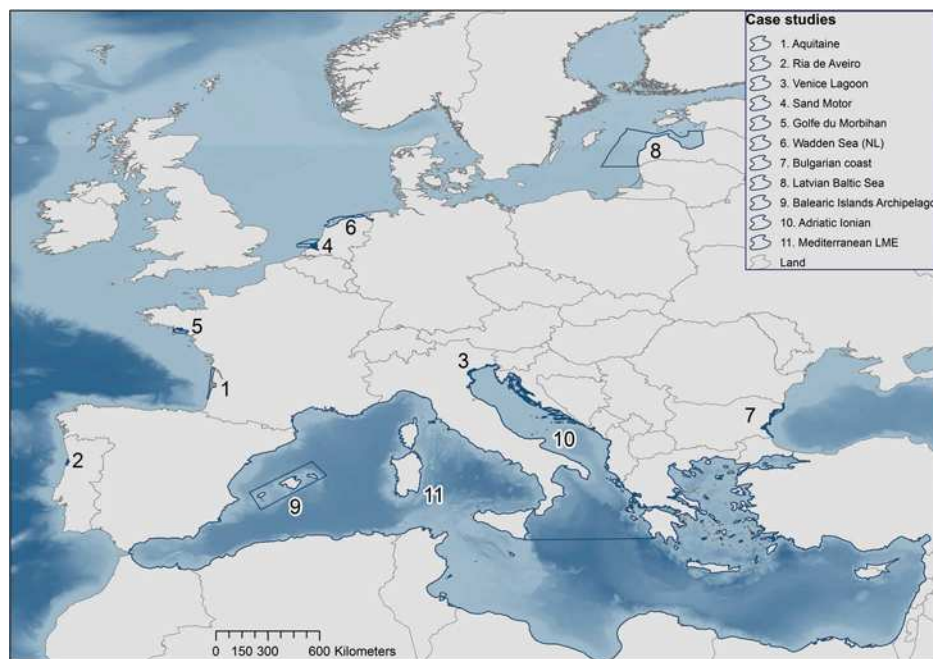 Case studies
1. Aquitaine
2. Ria de Aveiro
3. Venice Lagoon
4. Sand Motor
5. Golfe du Morbihan
6. Wadden Sea (NL)
7. Bulgarian coast
8. Latvian Baltic Sea
9. Balearic Islands Archipelago
10. Adriatic Ionian
11. Mediterranean LME
Land
8
6
4
5
3
1
7
10
2
11
9
0 150 300 600 Kilometers